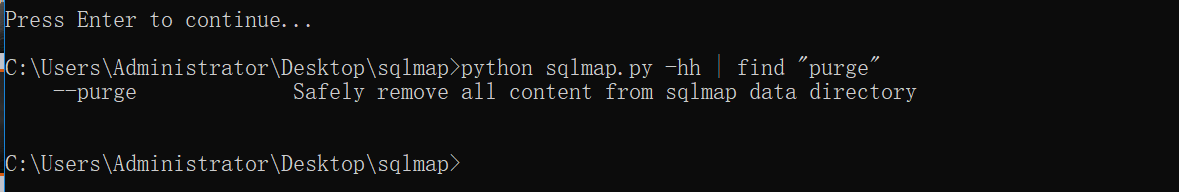 Press Enter to continue...
C:\Users\Administrator\Desktop\sqlmap>python sqlmap.py -hh | find "purge"
--purge Safely remove all content from sqlmap data directory
C:\Users\Administrator\Desktop\sqlmap>